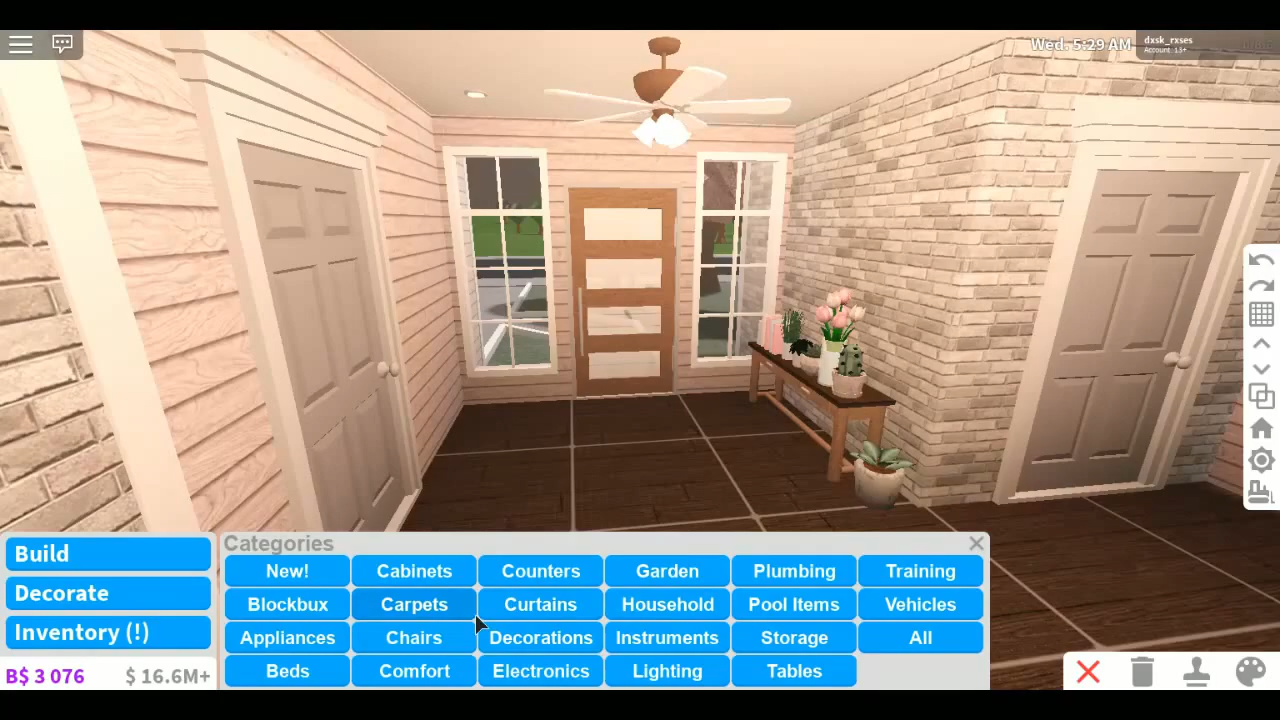 Wed. 5:29 AM
dxsk_rxses
Account: 13+
Categories
Build
Decorate
Inventory (!)
B$ 3 076 $ 16.6M+
New! Cabinets Counters Garden Plumbing Training
Blockbux Carpets Curtains Household Pool Items Vehicles
Appliances Chairs Decorations Instruments Storage All
Beds Comfort Electronics Lighting Tables